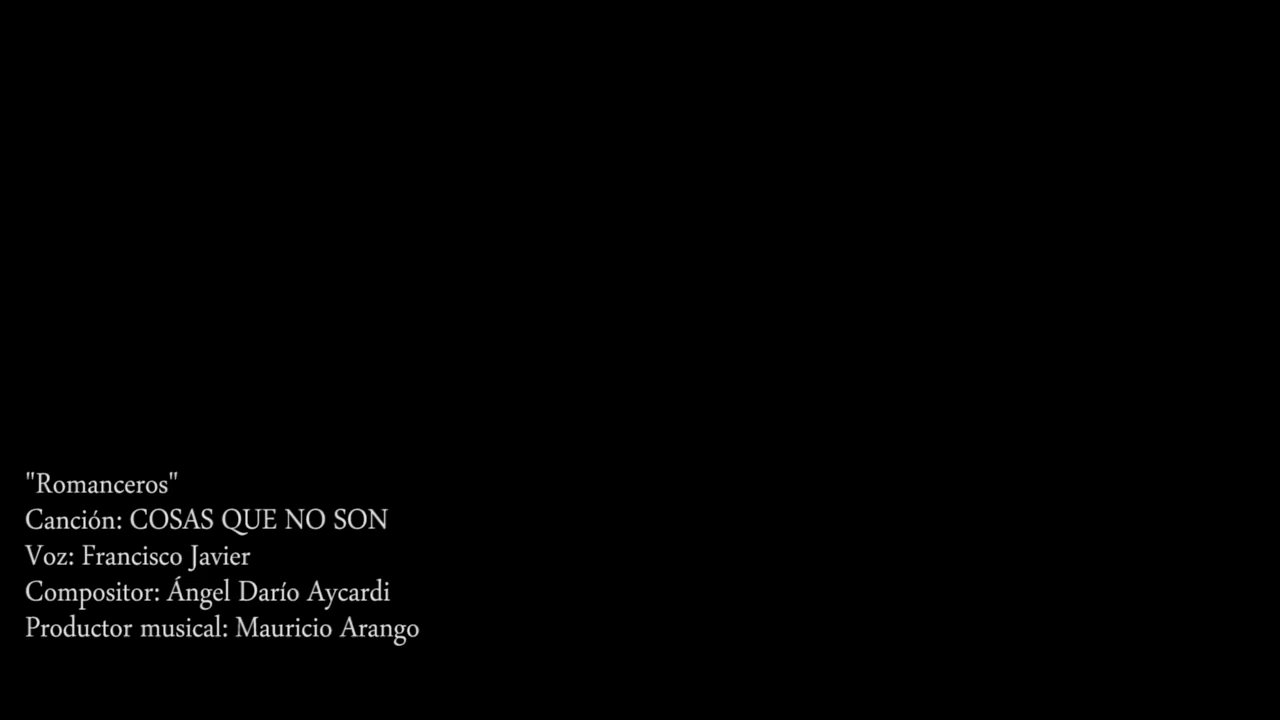 "Romanceros"
Canción: COSAS QUE NO SON
Voz: Francisco Javier
Compositor: Ángel Darío Aycardi
Productor musical: Mauricio Arango